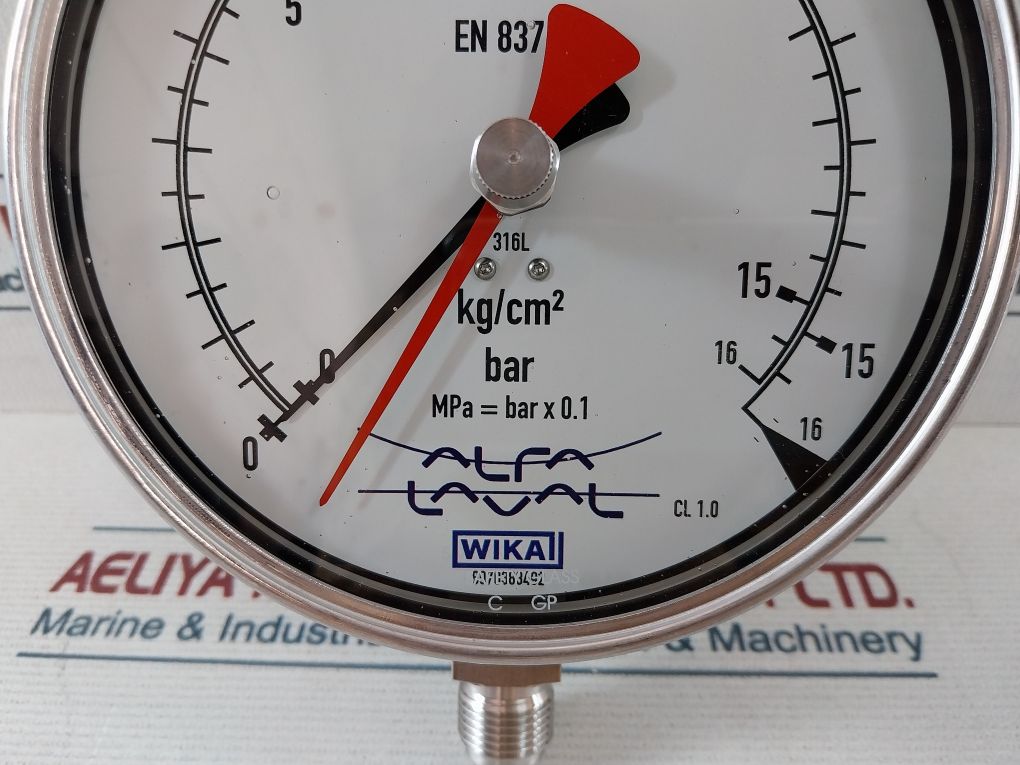 5
EN 837
316L
kg/cm²
bar
MPa = bar x 0.1
15
15
16
16
0
0
ALFA
LAVAL
CL 1.0
WIKA
C GP
AELIYA LTD.
Marine & Industri & Machinery